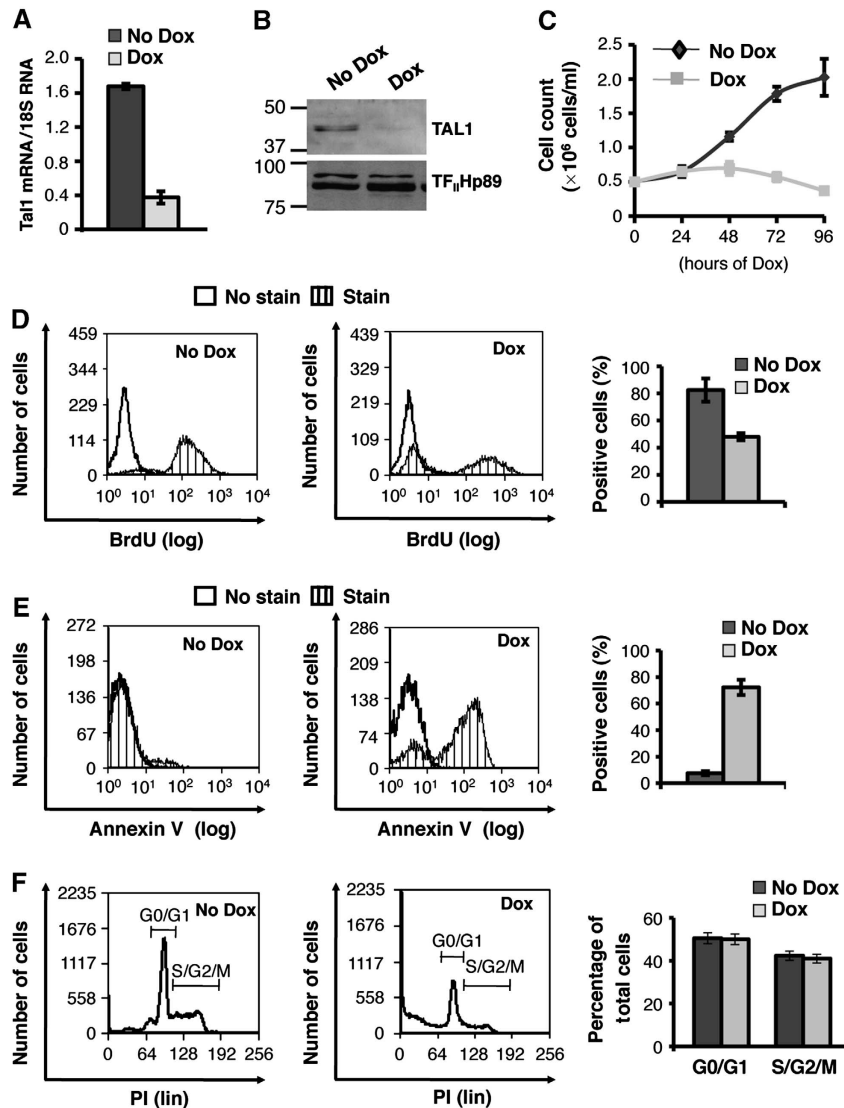 A
No Dox
Dox
Tal1 mRNA/18S RNA
2.0
1.6
1.2
0.8
0.4
0
B
No Dox
Dox
50
37
TAL1
100
75
TFIIHp89
C
No Dox
Dox
Cell count
(×10⁶ cells/ml)
2.5
2.0
1.5
1.0
0.5
0
0 24 48 72 96
(hours of Dox)
No stain Stain
D
Number of cells
459
344
229
114
0
No Dox
10⁰ 10¹ 10² 10³ 10⁴
BrdU (log)
Number of cells
439
329
219
109
0
Dox
10⁰ 10¹ 10² 10³ 10⁴
BrdU (log)
Positive cells (%)
100
80
60
40
20
0
No Dox
Dox
No stain Stain
E
Number of cells
272
198
136
67
0
No Dox
10⁰ 10¹ 10² 10³ 10⁴
Annexin V (log)
Number of cells
286
209
138
74
0
Dox
10⁰ 10¹ 10² 10³ 10⁴
Annexin V (log)
Positive cells (%)
100
80
60
40
20
0
No Dox
Dox
F
Number of cells
2235
1676
1117
558
0
No Dox
G0/G1
S/G2/M
0 64 128 192 256
PI (lin)
Number of cells
2235
1676
1117
558
0
Dox
G0/G1
S/G2/M
0 64 128 192 256
PI (lin)
Percentage of
total cells
60
40
20
0
No Dox
Dox
G0/G1 S/G2/M